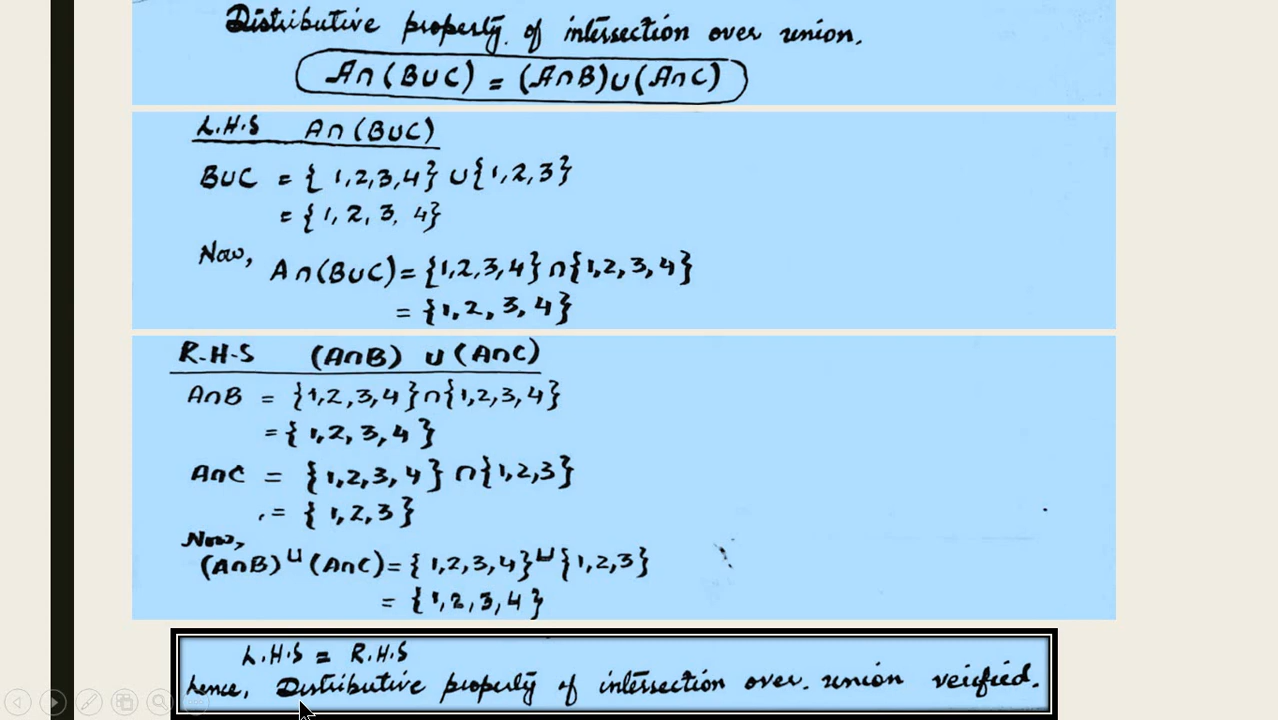 Distributive property of intersection over union.
A∩(B∪C) = (A∩B)∪(A∩C)
L.H.S A∩(B∪C)
B∪C = { 1,2,3,4} ∪{1,2,3}
= {1, 2, 3, 4}
Now,
A∩(B∪C) = {1,2,3,4}∩{1,2,3,4}
= {1,2,3,4}
R.H.S (A∩B) ∪ (A∩C)
A∩B = {1,2,3,4}∩{1,2,3,4}
= {1,2,3,4}
A∩C = {1,2,3,4} ∩{1,2,3}
= {1,2,3}
Now,
(A∩B) ∪ (A∩C) = {1,2,3,4}∪{1,2,3}
= {1,2,3,4}
L.H.S = R.H.S
hence, Distributive property of intersection over union verified.